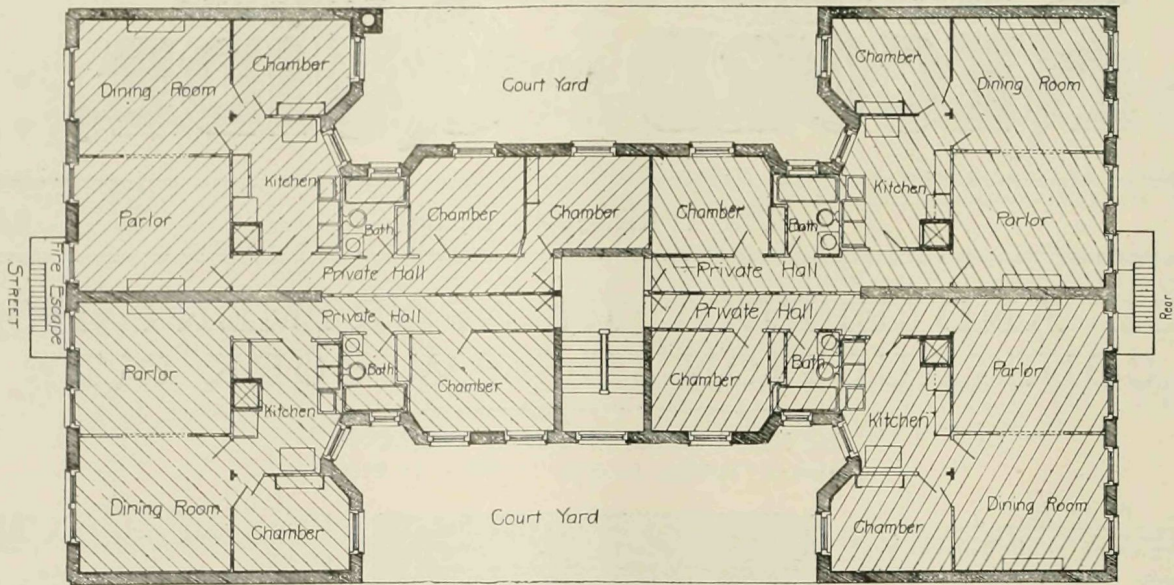 Dining Room
Chamber
Court Yard
Chamber
Dining Room
Parlor
Kitchen
Bath
Chamber
Chamber
Chamber
Bath
Kitchen
Parlor
Private Hall
Private Hall
Fire Escape
STREET
Rear
Private Hall
Private Hall
Parlor
Kitchen
Bath
Chamber
Chamber
Bath
Kitchen
Parlor
Dining Room
Chamber
Court Yard
Chamber
Dining Room